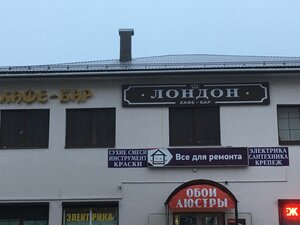 КАФЕ-БАР
ЛОНДОН
КАФЕ • БАР
СУХИЕ СМЕСИ
ИНСТРУМЕНТ
КРАСКИ
Все для ремонта
ЭЛЕКТРИКА
САНТЕХНИКА
КРЕПЕЖ
ОБОИ
ЛЮСТРЫ
ЭЛЕКТРИКА